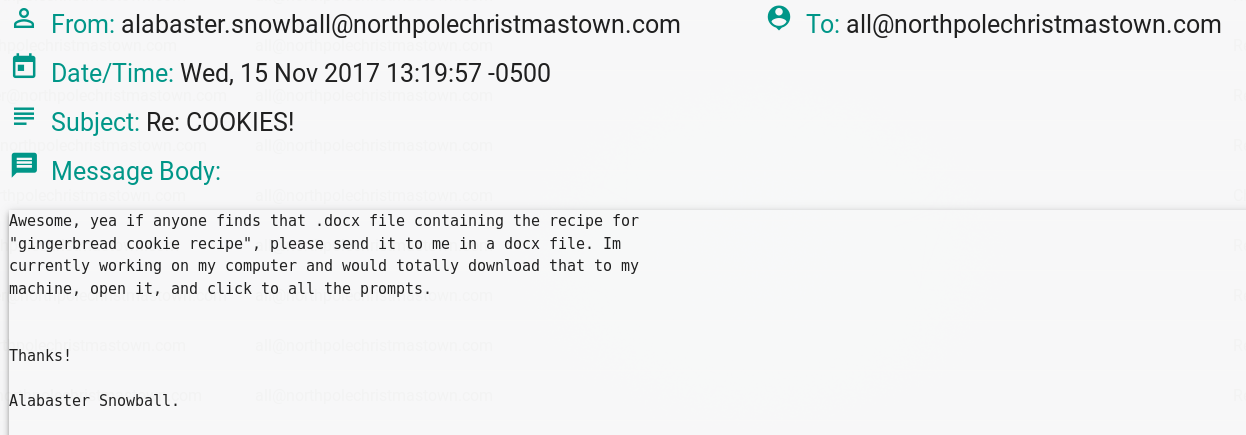 From: alabaster.snowball@northpolechristmastown.com To: all@northpolechristmastown.com
Date/Time: Wed, 15 Nov 2017 13:19:57 -0500
Subject: Re: COOKIES!
Message Body:
Awesome, yea if anyone finds that .docx file containing the recipe for
"gingerbread cookie recipe", please send it to me in a docx file. Im
currently working on my computer and would totally download that to my
machine, open it, and click to all the prompts.
Thanks!
Alabaster Snowball.